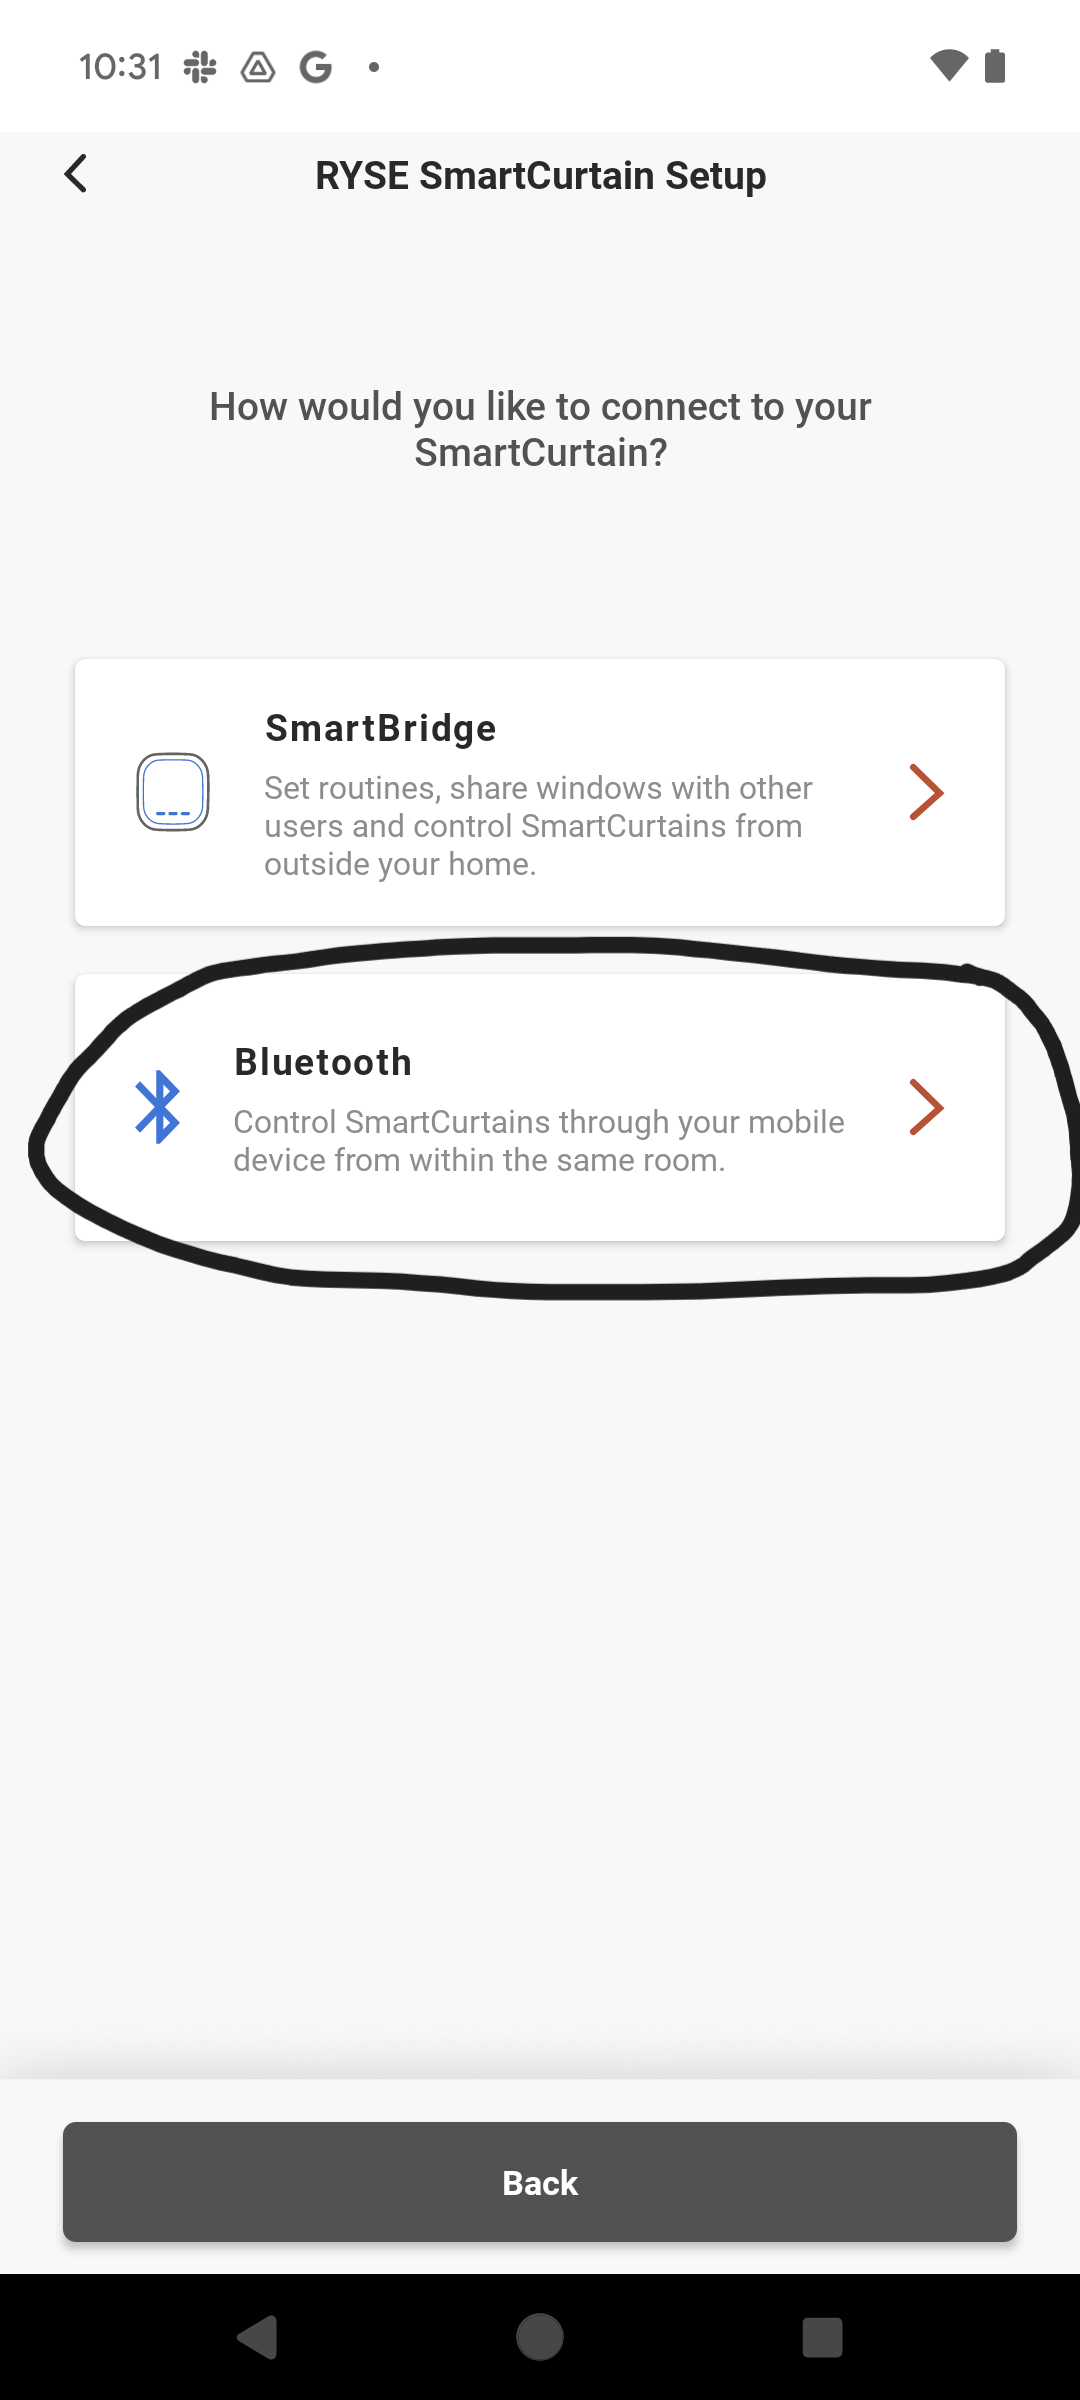 10:31
RYSE SmartCurtain Setup
How would you like to connect to your
SmartCurtain?
SmartBridge
Set routines, share windows with other
users and control SmartCurtains from
outside your home.
Bluetooth
Control SmartCurtains through your mobile
device from within the same room.
Back